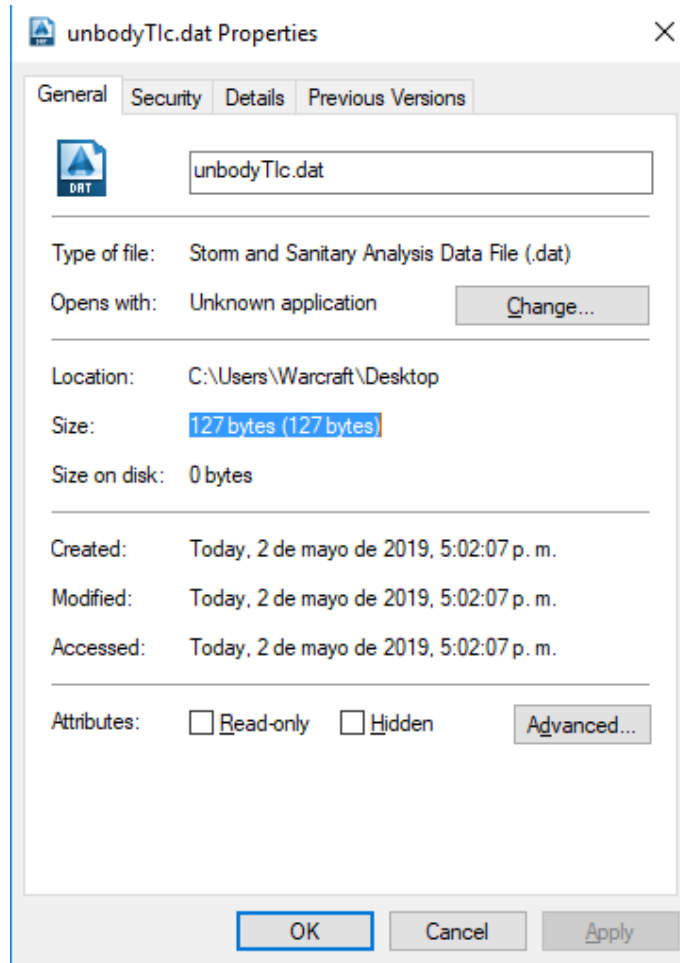 unbodyTlc.dat Properties
General Security Details Previous Versions
DAT
unbodyTlc.dat
Type of file: Storm and Sanitary Analysis Data File (.dat)
Opens with: Unknown application Change...
Location: C:\Users\Warcraft\Desktop
Size: 127 bytes (127 bytes)
Size on disk: 0 bytes
Created: Today, 2 de mayo de 2019, 5:02:07 p. m.
Modified: Today, 2 de mayo de 2019, 5:02:07 p. m.
Accessed: Today, 2 de mayo de 2019, 5:02:07 p. m.
Attributes: Read-only Hidden Advanced...
OK Cancel Apply